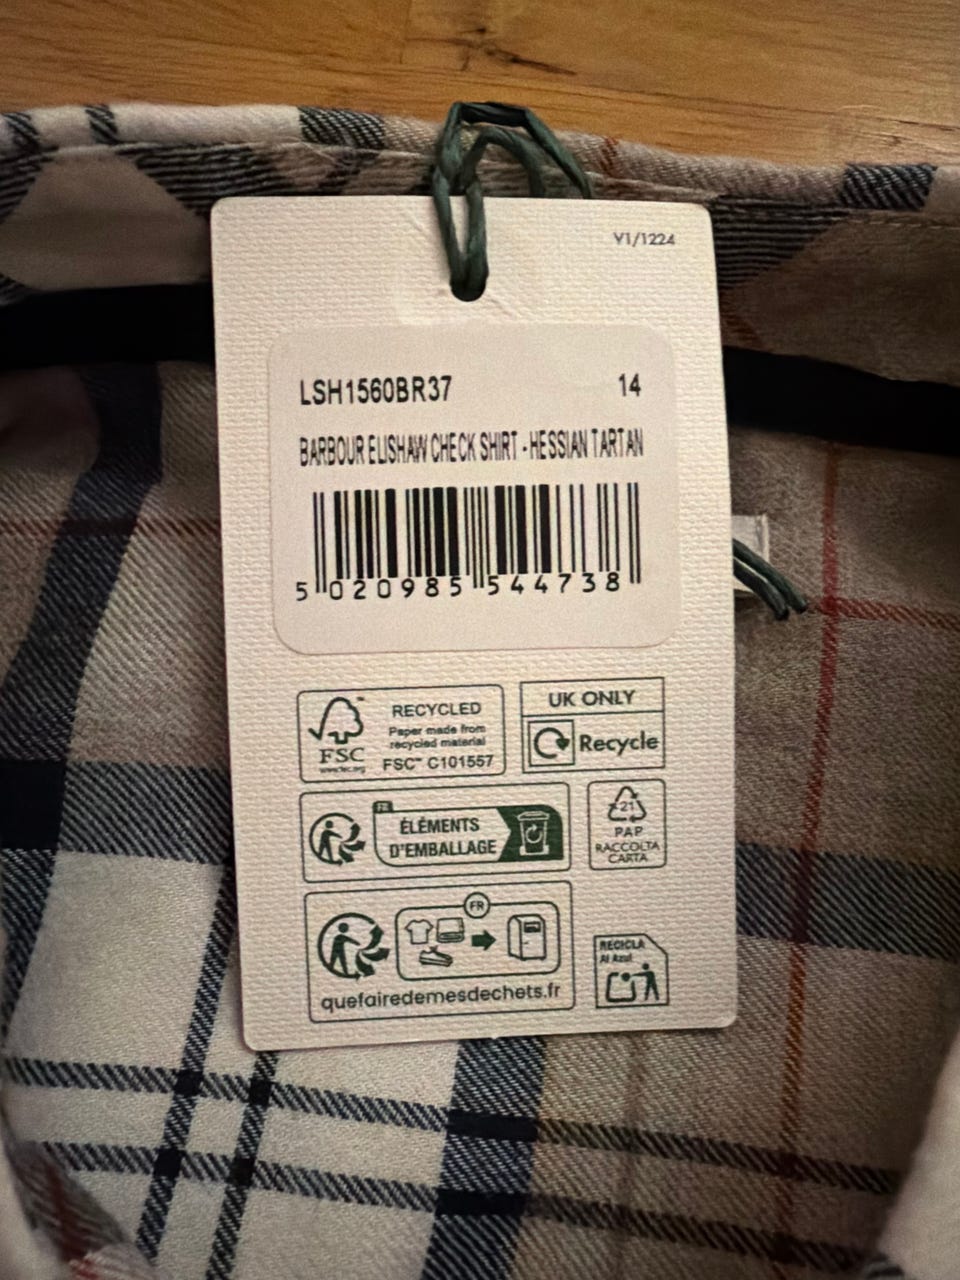 V1/1224
LSH1560BR37 14
BARBOUR ELISHAW CHECK SHIRT - HESSIAN TARTAN
5 020985 544738
FSC™
www.fsc.org
RECYCLED
Paper made from
recycled material
FSC™ C101557
UK ONLY
Recycle
FR
ÉLÉMENTS
D'EMBALLAGE
21
PAP
RACCOLTA
CARTA
FR
quefairedemesdechets.fr
RECICLA
Al Azul